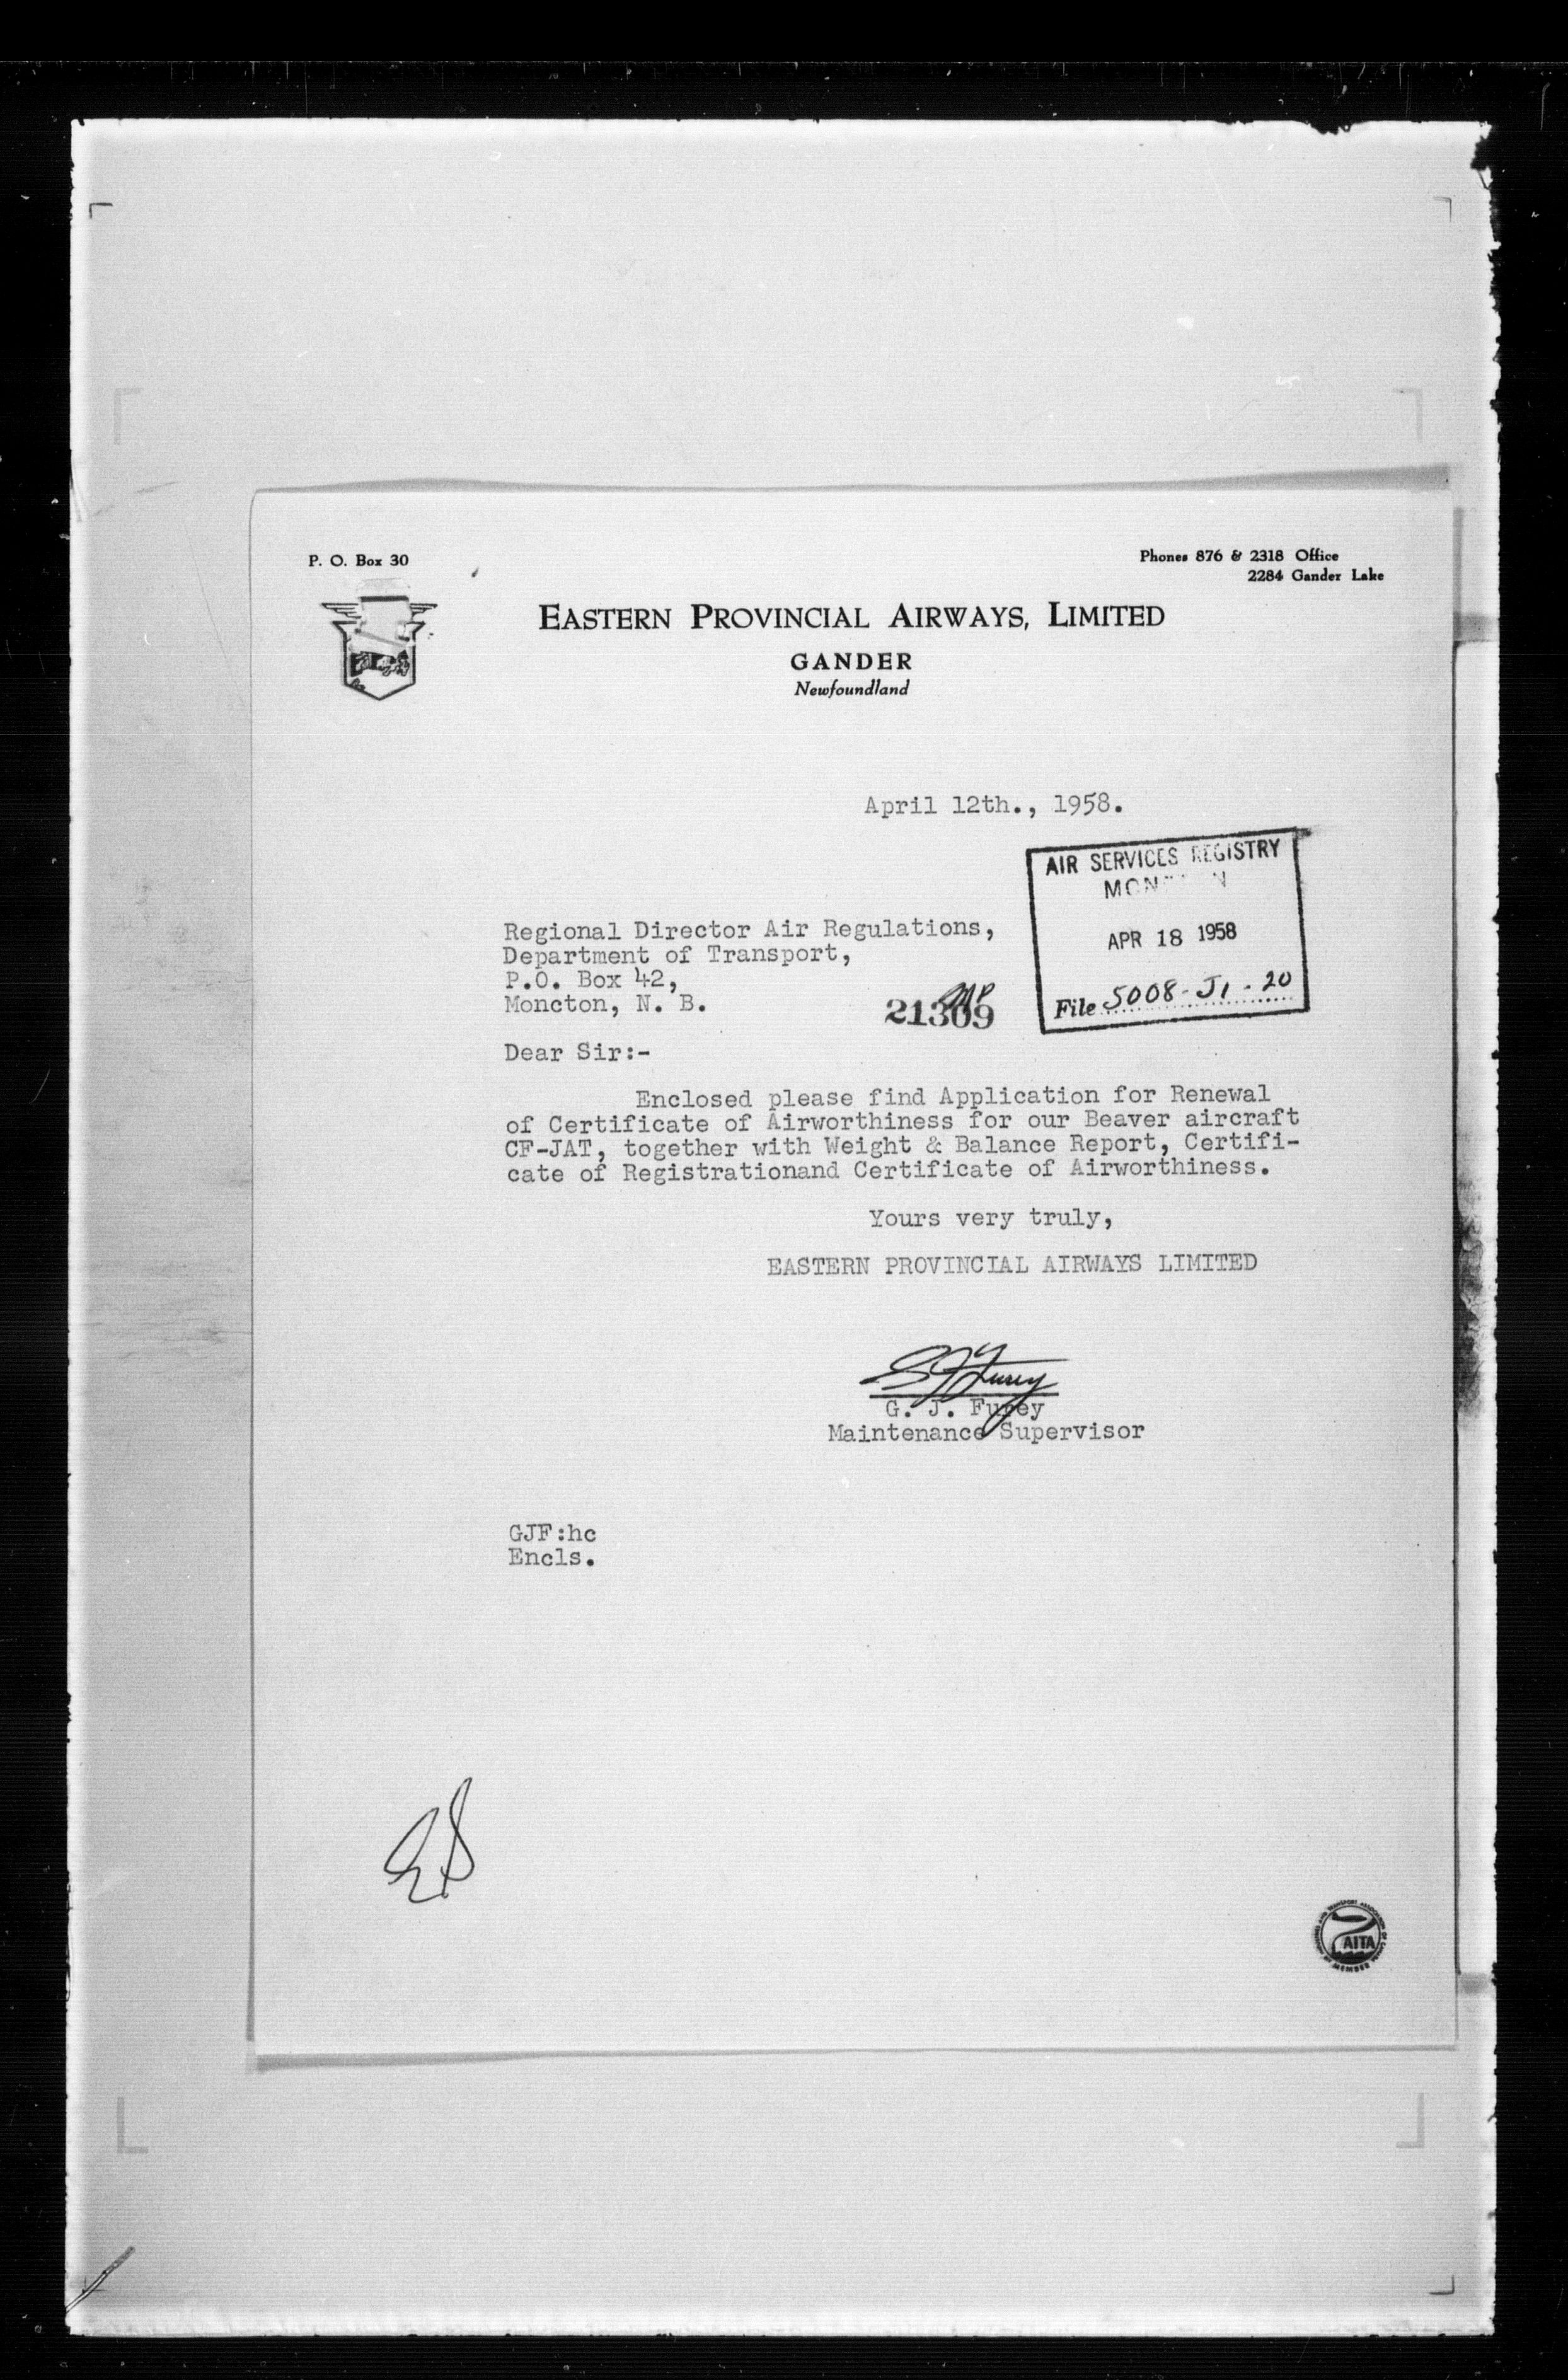 P. O. Box 30
Phones 876 & 2318 Office
2284 Gander Lake
EASTERN PROVINCIAL AIRWAYS, LIMITED
GANDER
Newfoundland
April 12th., 1958.
AIR SERVICES REGISTRY
APR 18 1958
File 5008-J1-20
Regional Director Air Regulations,
Department of Transport,
P.O. Box 42,
Moncton, N. B.
21309
Dear Sir:-
Enclosed please find Application for Renewal
of Certificate of Airworthiness for our Beaver aircraft
CF-JAT, together with Weight & Balance Report, Certifi-
cate of Registrationand Certificate of Airworthiness.
Yours very truly,
EASTERN PROVINCIAL AIRWAYS LIMITED
G. J. Furey
Maintenance Supervisor
GJF:hc
Encls.
AITA
MEMBER